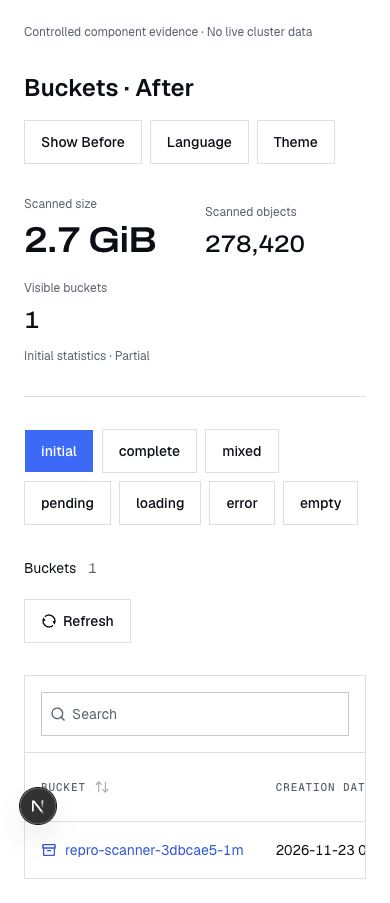 Controlled component evidence · No live cluster data
Buckets · After
Show Before Language Theme
Scanned size
2.7 GiB
Scanned objects
278,420
Visible buckets
1
Initial statistics · Partial
initial complete mixed
pending loading error empty
Buckets 1
Refresh
Search
BUCKET CREATION DAT
N
repro-scanner-3dbcae5-1m 2026-11-23 0